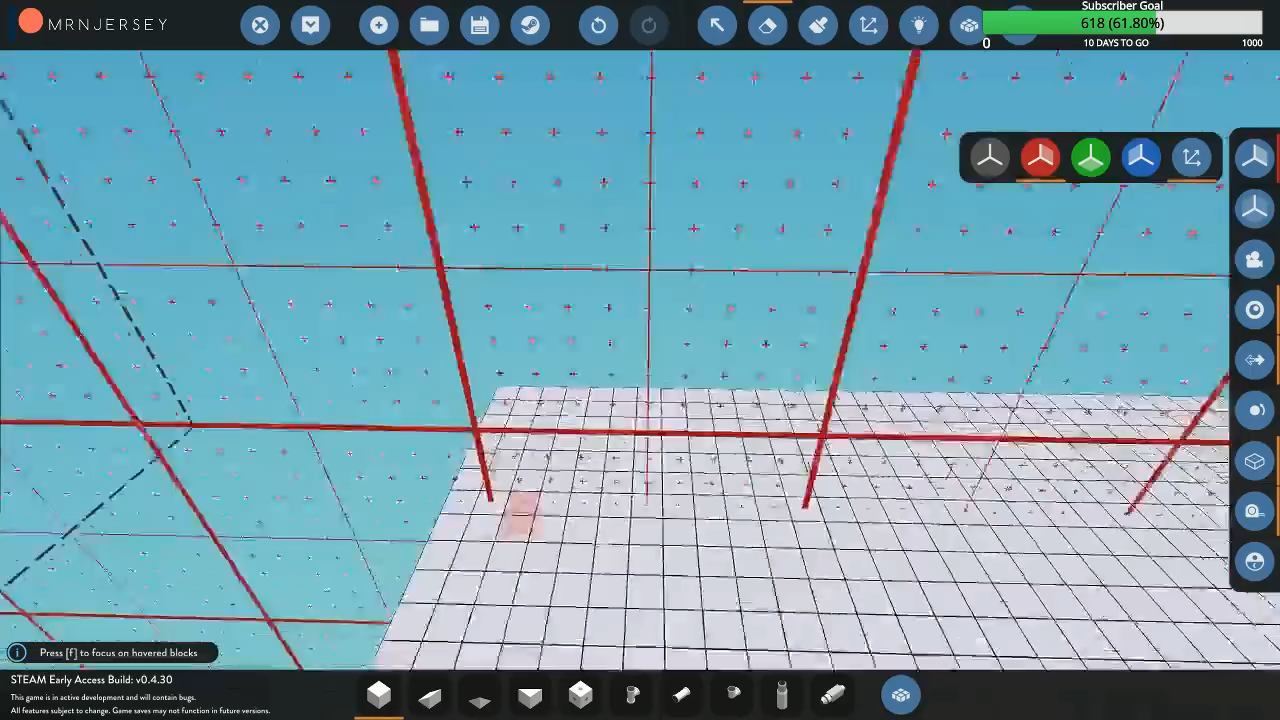 MRNJERSEY
Subscriber Goal
618 (61.80%)
0
10 DAYS TO GO
1000
Press [f] to focus on hovered blocks
STEAM Early Access Build: v0.4.30
This game is in active development and will contain bugs.
All features subject to change. Game saves may not function in future versions.